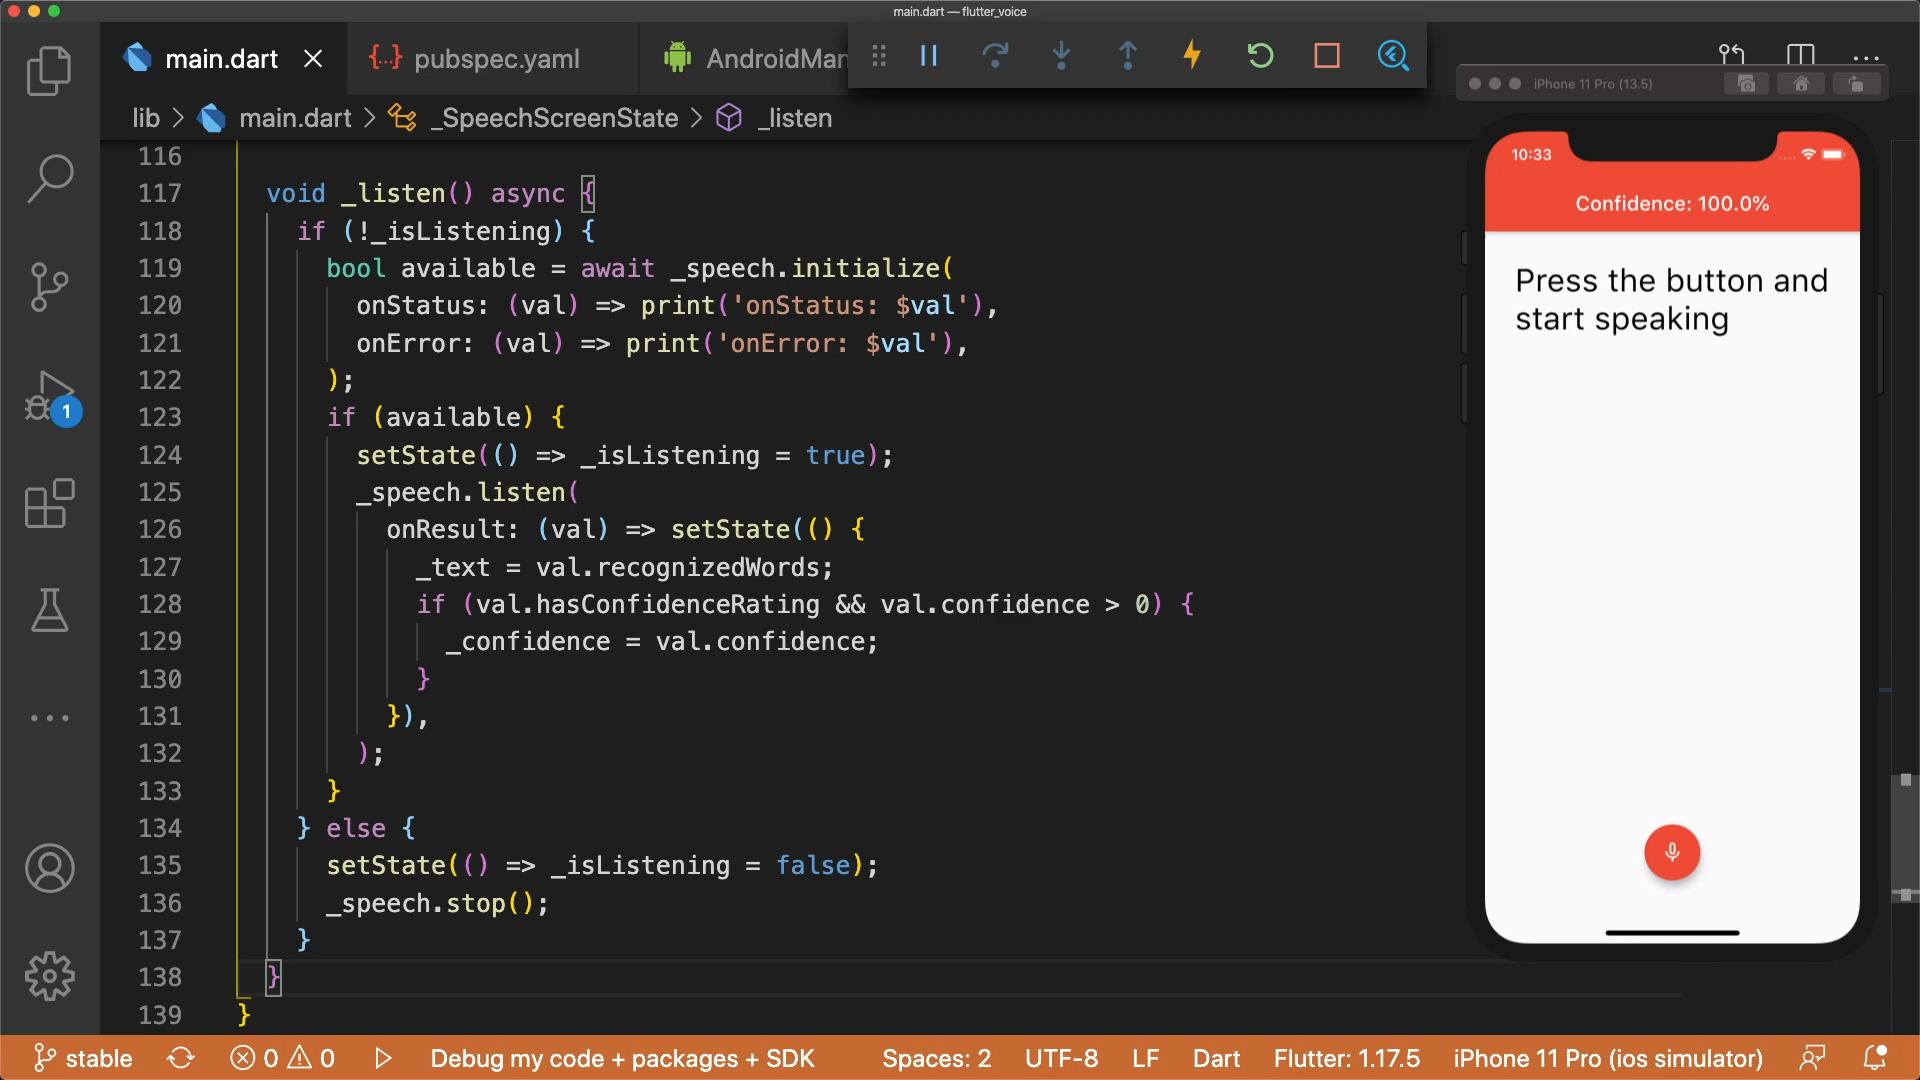 main.dart — flutter_voice
main.dart
{...} pubspec.yaml
AndroidMan
lib > main.dart > _SpeechScreenState > _listen
116
117 void _listen() async {
118 if (!_isListening) {
119 bool available = await _speech.initialize(
120 onStatus: (val) => print('onStatus: $val'),
121 onError: (val) => print('onError: $val'),
122 );
123 if (available) {
124 setState(() => _isListening = true);
125 _speech.listen(
126 onResult: (val) => setState(() {
127 _text = val.recognizedWords;
128 if (val.hasConfidenceRating && val.confidence > 0) {
129 _confidence = val.confidence;
130 }
131 }),
132 );
133 }
134 } else {
135 setState(() => _isListening = false);
136 _speech.stop();
137 }
138 }
139 }
1
iPhone 11 Pro (13.5)
10:33
Confidence: 100.0%
Press the button and
start speaking
stable 0 0 Debug my code + packages + SDK Spaces: 2 UTF-8 LF Dart Flutter: 1.17.5 iPhone 11 Pro (ios simulator)